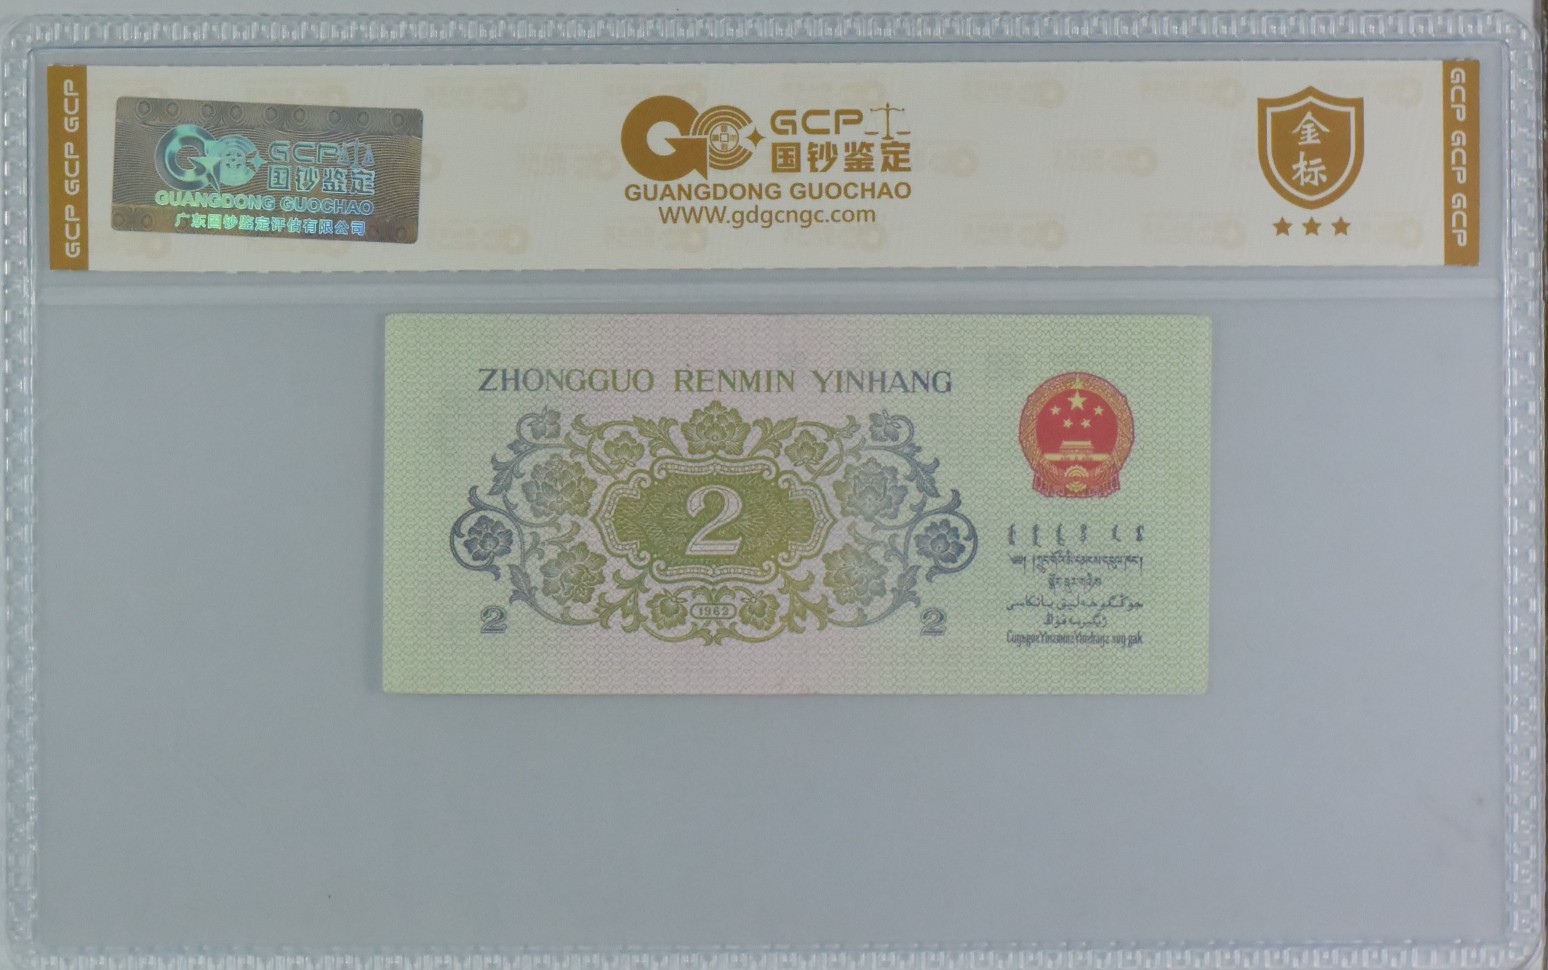 GCP GCP GCP
GCP
国钞鉴定
GUANGDONG GUOCHAO
广东国钞鉴定评估有限公司
GCP
国钞鉴定
GUANGDONG GUOCHAO
WWW.gdgcngc.com
金
标
GCP GCP GCP
ZHONGGUO RENMIN YINHANG
2
1962
2
2